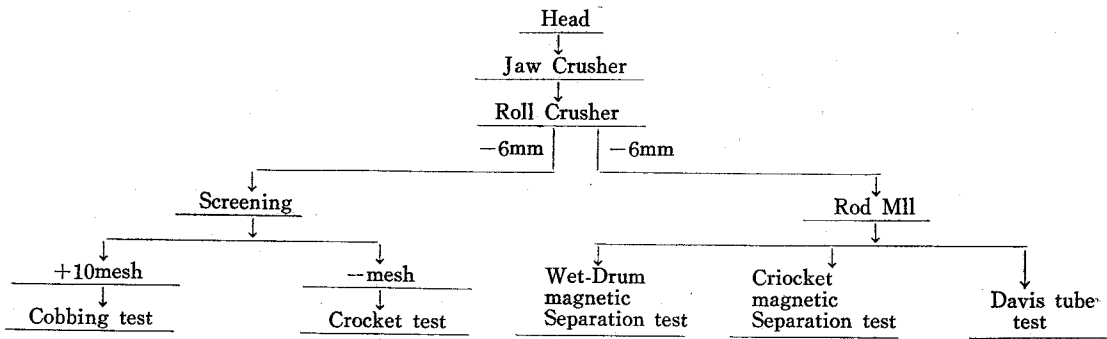 Head
Jaw Crusher
Roll Crusher
−6mm
−6mm
Screening
Rod Mll
+10mesh
−-mesh
Wet-Drum
magnetic
Separation test
Criocket
magnetic
Separation test
Davis tube
test
Cobbing test
Crocket test